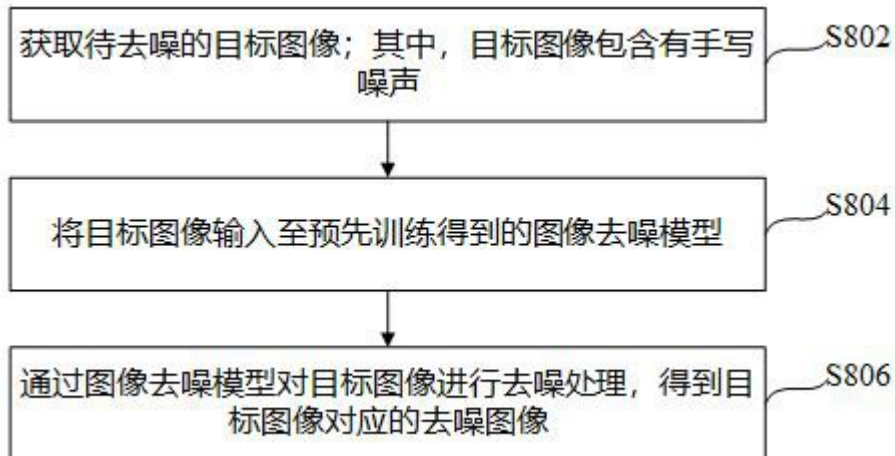 获取待去噪的目标图像；其中，目标图像包含有手写
噪声
S802
将目标图像输入至预先训练得到的图像去噪模型
S804
通过图像去噪模型对目标图像进行去噪处理，得到目
标图像对应的去噪图像
S806